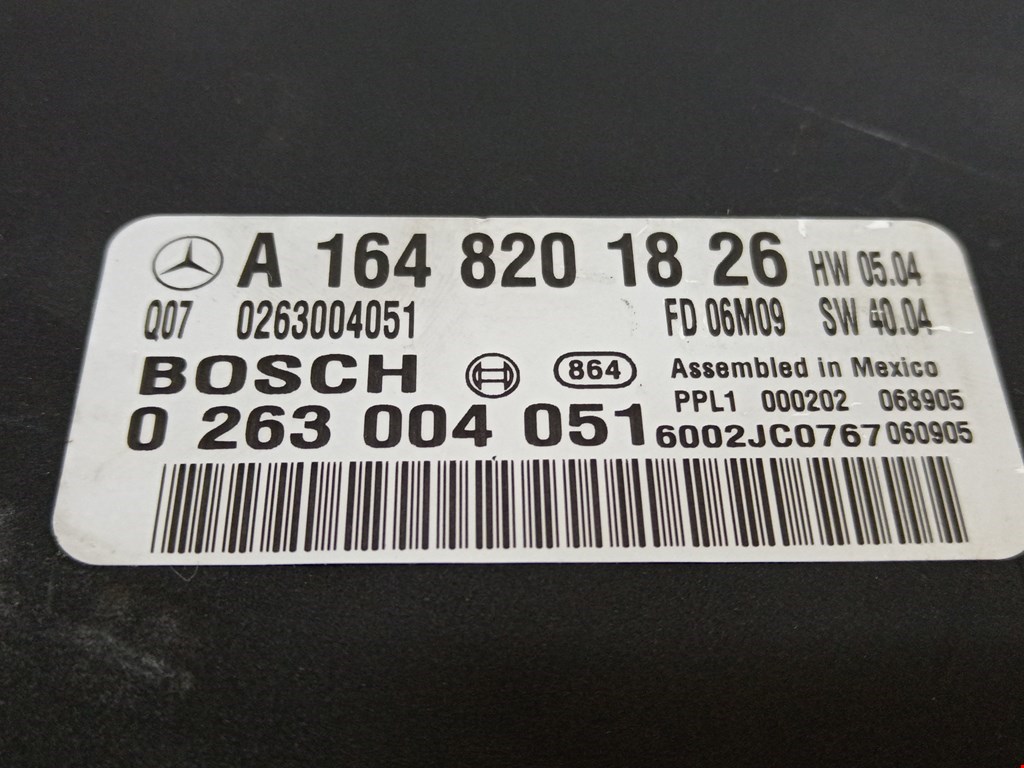 A 164 820 18 26 HW 05.04
Q07 0263004051 FD 06M09 SW 40.04
BOSCH 864 Assembled in Mexico
PPL1 000202 068905
0 263 004 051 6002JC0767 060905